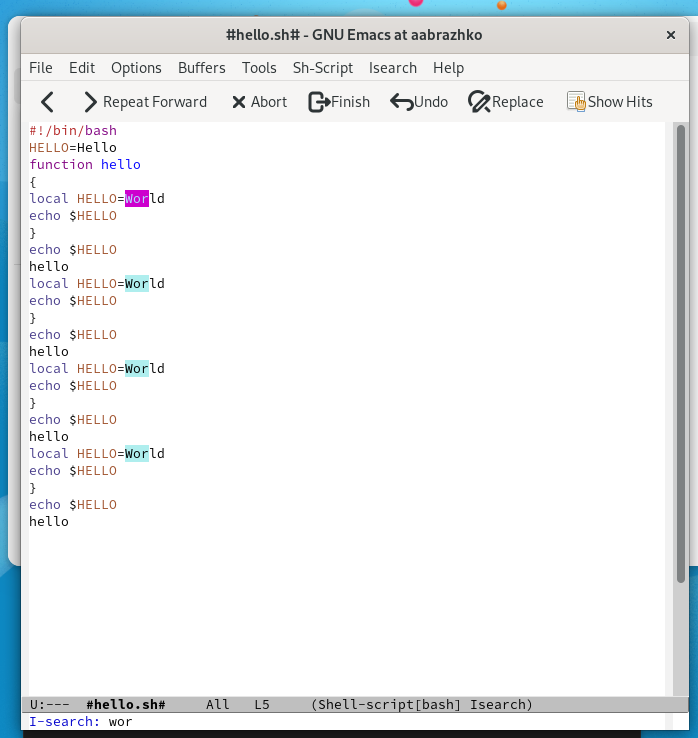 #hello.sh# - GNU Emacs at aabrazhko ×
File Edit Options Buffers Tools Sh-Script Isearch Help
Repeat Forward Abort Finish Undo Replace Show Hits
#!/bin/bash
HELLO=Hello
function hello
{
local HELLO=World
echo $HELLO
}
echo $HELLO
hello
local HELLO=World
echo $HELLO
}
echo $HELLO
hello
local HELLO=World
echo $HELLO
}
echo $HELLO
hello
local HELLO=World
echo $HELLO
}
echo $HELLO
hello
U:--- #hello.sh# All L5 (Shell-script[bash] Isearch)
I-search: wor